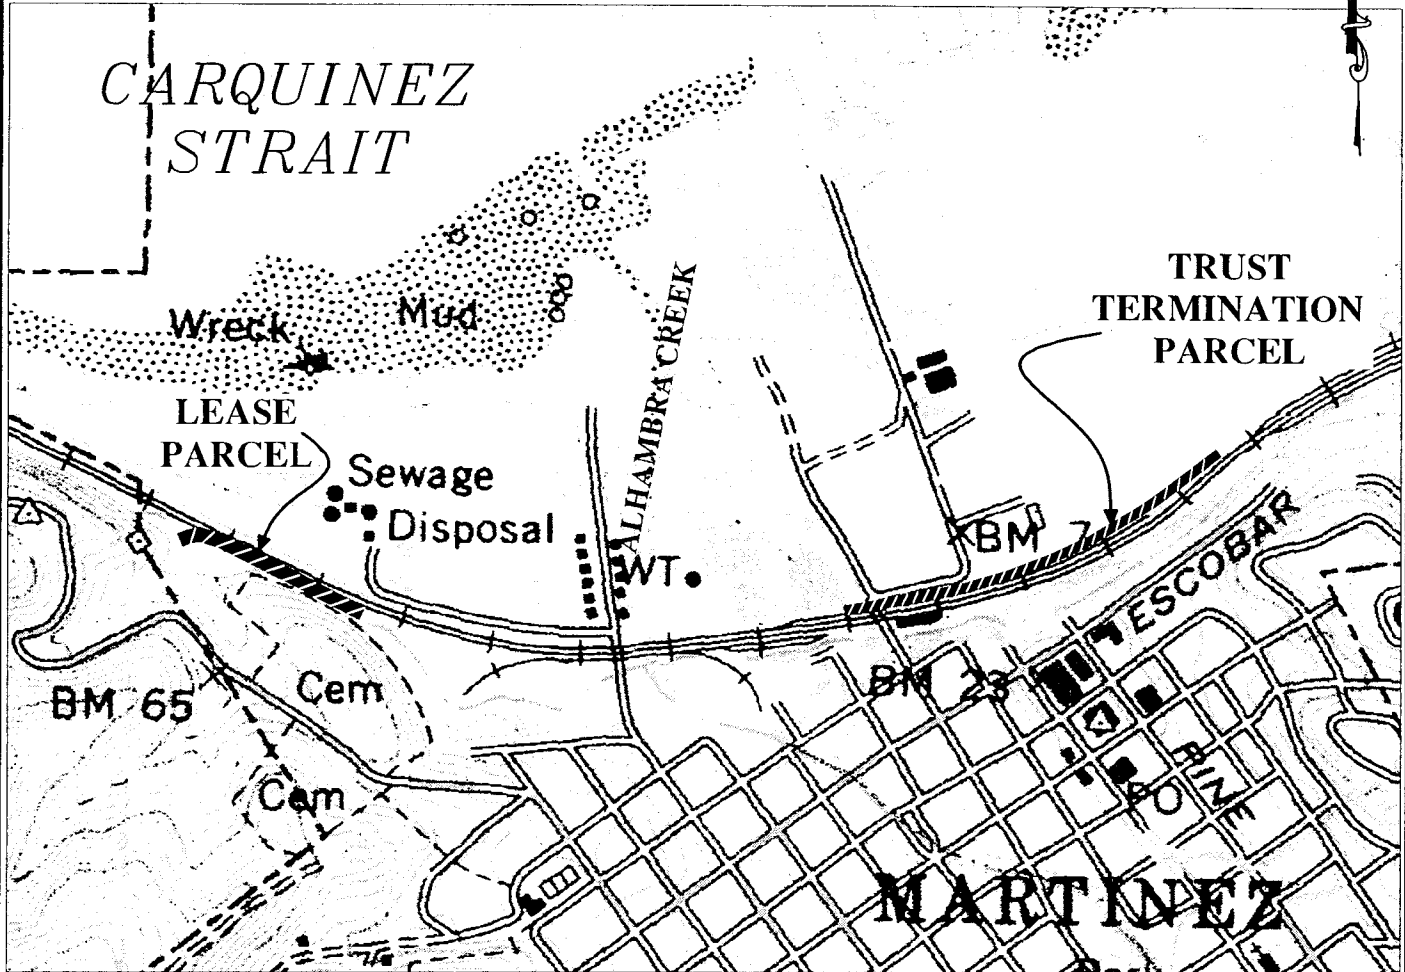 CARQUINEZ
STRAIT
TRUST
TERMINATION
PARCEL
Wreck
Mud
ALHAMBRA CREEK
LEASE
PARCEL
Sewage
Disposal
WT
BM 7
ESCOBAR
BM 65
Cem
BM 23
Cem
PINE
PO
MARTINEZ